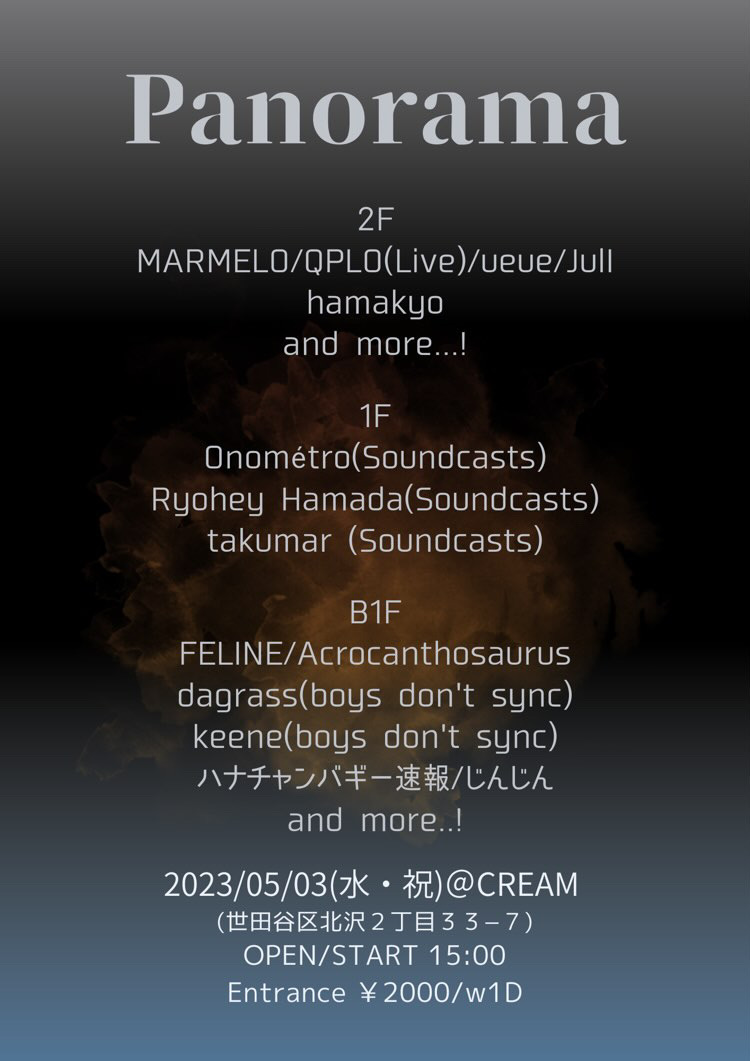 Panorama
2F
MARMELO/QPLO(Live)/ueue/Jull
hamakyo
and more...!
1F
Onométro(Soundcasts)
Ryohey Hamada(Soundcasts)
takumar (Soundcasts)
B1F
FELINE/Acrocanthosaurus
dagrass(boys don't sync)
keene(boys don't sync)
ハナチャンバギー速報/じんじん
and more..!
2023/05/03(水・祝)@CREAM
(世田谷区北沢２丁目３３−７)
OPEN/START 15:00
Entrance ￥2000/w1D